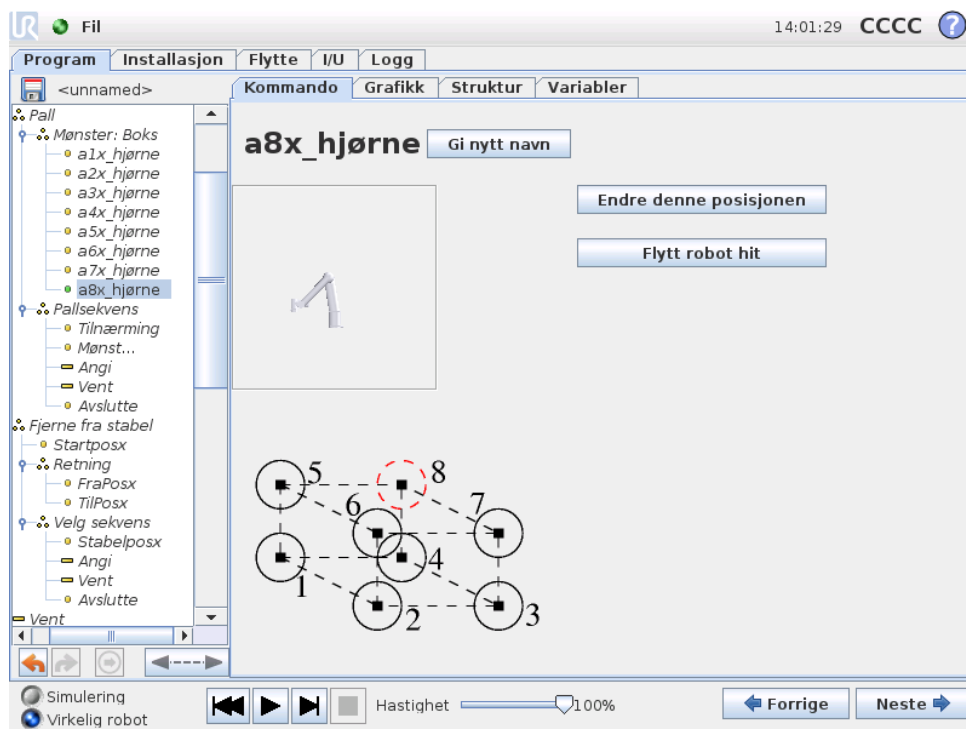 UR Fil 14:01:29 CCCC ?
Program Installasjon Flytte I/U Logg
<unnamed>
Kommando Grafikk Struktur Variabler
Pall
Mønster: Boks
a1x_hjørne
a2x_hjørne
a3x_hjørne
a4x_hjørne
a5x_hjørne
a6x_hjørne
a7x_hjørne
a8x_hjørne
Pallsekvens
Tilnærming
Mønst...
Angi
Vent
Avslutte
Fjerne fra stabel
Startposx
Retning
FraPosx
TilPosx
Velg sekvens
Stabelposx
Angi
Vent
Avslutte
Vent
a8x_hjørne Gi nytt navn
Endre denne posisjonen
Flytt robot hit
5 8
6 7
1 4
2 3
Simulering
Virkelig robot
Hastighet 100%
Forrige Neste